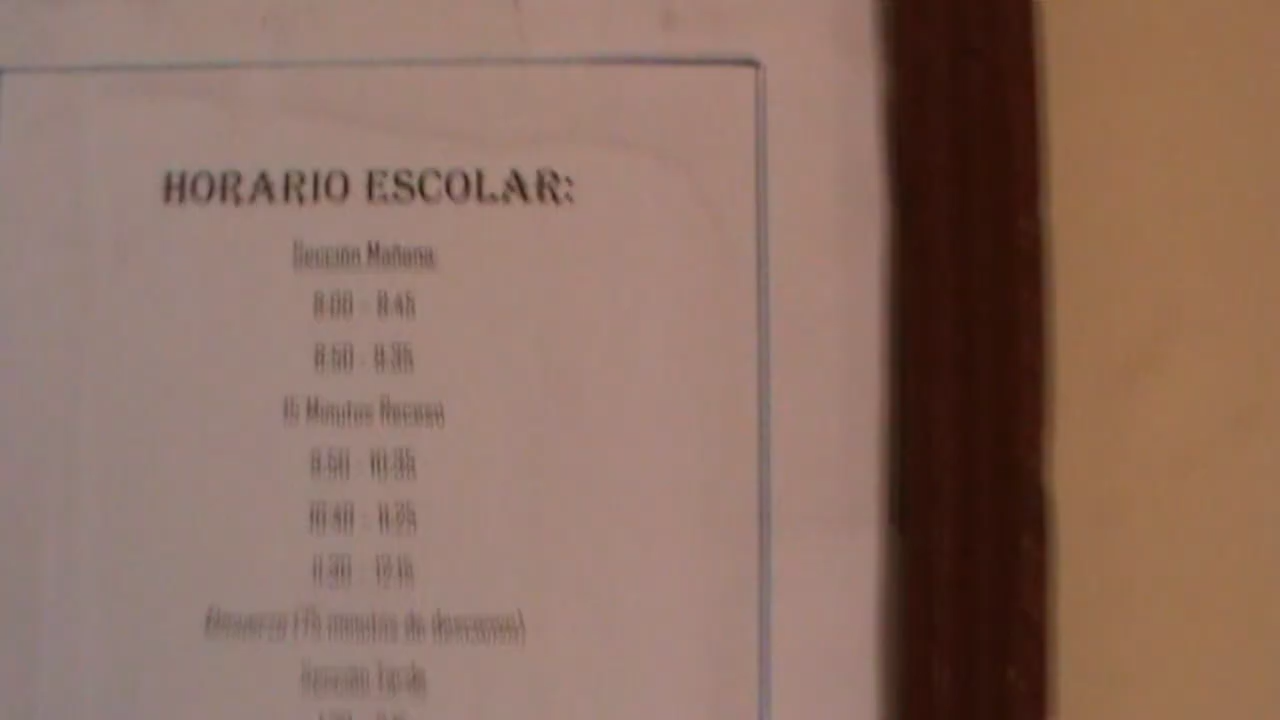 HORARIO ESCOLAR:
Sección Mañana
8:00 - 8:45
8:50 - 9:35
15 Minutos Receso
9:50 - 10:35
10:40 - 11:25
11:30 - 12:15
Almuerzo (75 minutos de descanso)
Sección Tarde